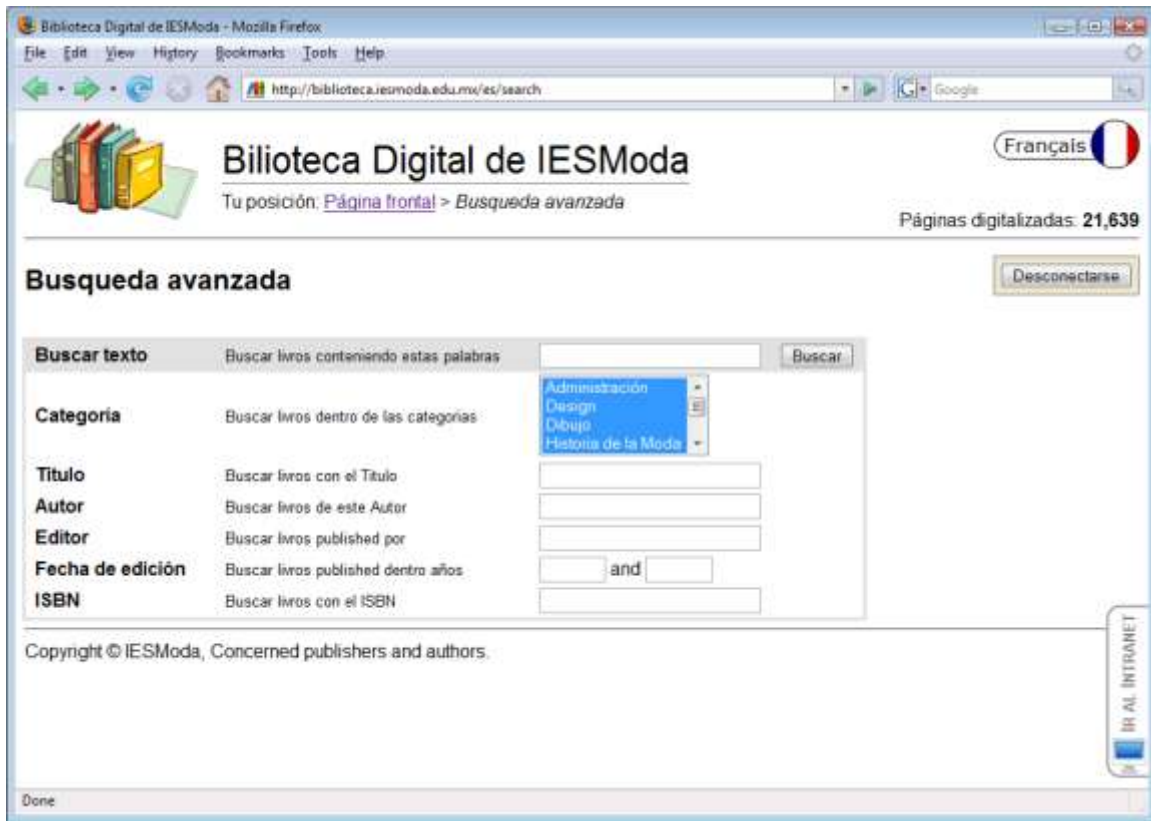 Biblioteca Digital de IESModa - Mozilla Firefox
File Edit View History Bookmarks Tools Help
http://biblioteca.iesmoda.edu.mx/es/search
Google
Bilioteca Digital de IESModa
Français
Tu posición: Página frontal > Busqueda avanzada
Páginas digitalizadas: 21,639
Busqueda avanzada
Desconectarse
Buscar texto Buscar livros conteniendo estas palabras Buscar
Categoria Buscar livros dentro de las categorias
Administración
Design
Dibujo
Historia de la Moda
Titulo Buscar livros con el Titulo
Autor Buscar livros de este Autor
Editor Buscar livros published por
Fecha de edición Buscar livros published dentro años and
ISBN Buscar livros con el ISBN
Copyright © IESModa, Concerned publishers and authors.
IR AL INTRANET
Done